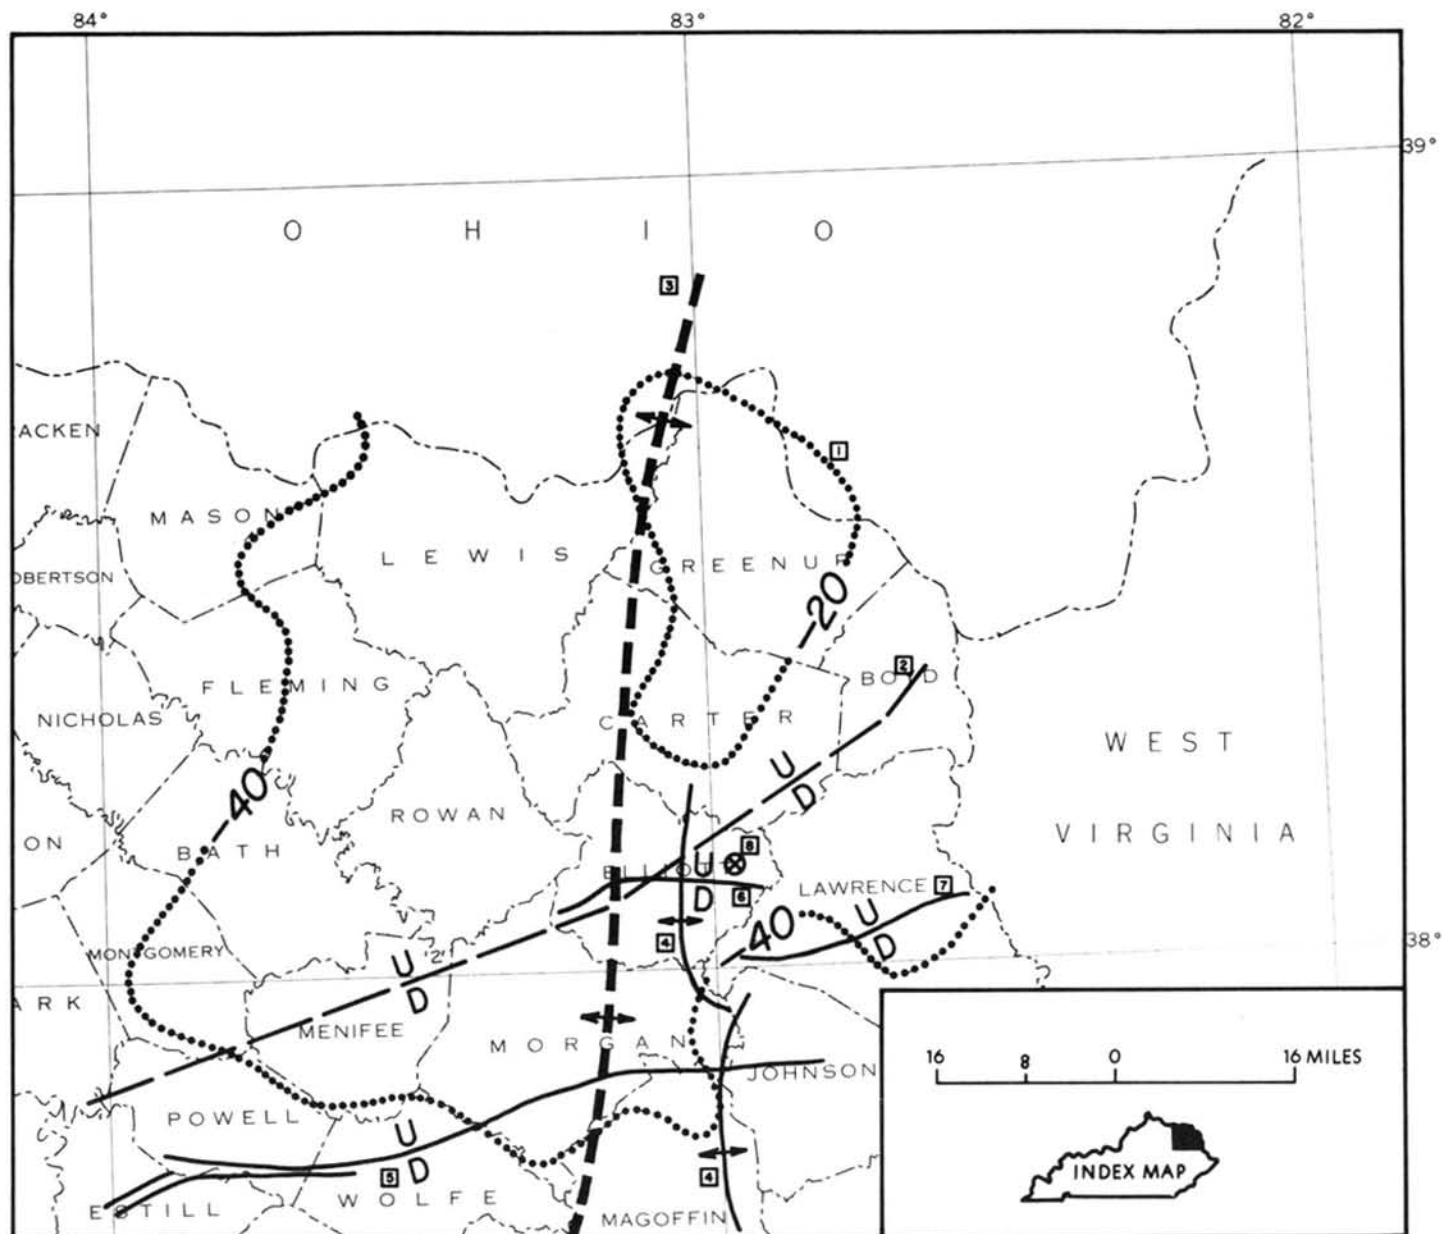 84° 83° 82°
39°
O H I O
3
ACKEN
1
MASON
LEWIS
GREENUP
OBERTSON
20
2
BOYD
FLEMING
NICHOLAS
CARTER
WEST
40
U
D
ROWAN
VIRGINIA
ON
BATH
8
ELLIOTT
U
D
6
LAWRENCE
7
4
40
U
D
38°
MONTGOMERY
U
D
ARK
MENIFEE
MORGAN
JOHNSON
16 8 0 16 MILES
POWELL
U
D
5
4
INDEX MAP
WOLFE
ESTILL
MAGOFFIN